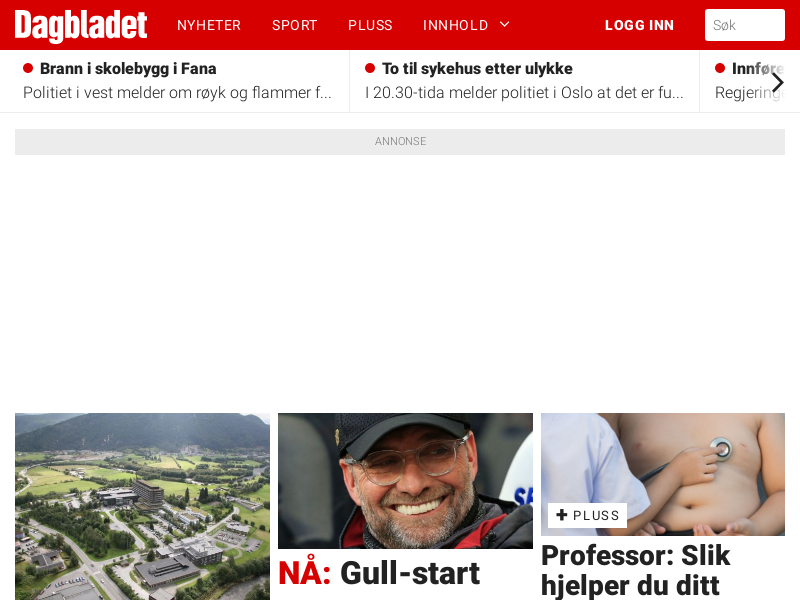 Dagbladet
NYHETER SPORT PLUSS INNHOLD LOGG INN Søk
Brann i skolebygg i Fana
Politiet i vest melder om røyk og flammer f...
To til sykehus etter ulykke
I 20.30-tida melder politiet i Oslo at det er fu...
Innføre
Regjering
ANNONSE
NÅ: Gull-start
+ PLUSS
Professor: Slik
hjelper du ditt